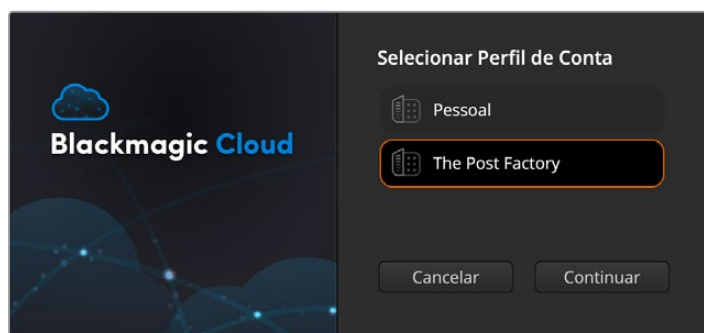 Blackmagic Cloud
Selecionar Perfil de Conta
Pessoal
The Post Factory
Cancelar
Continuar